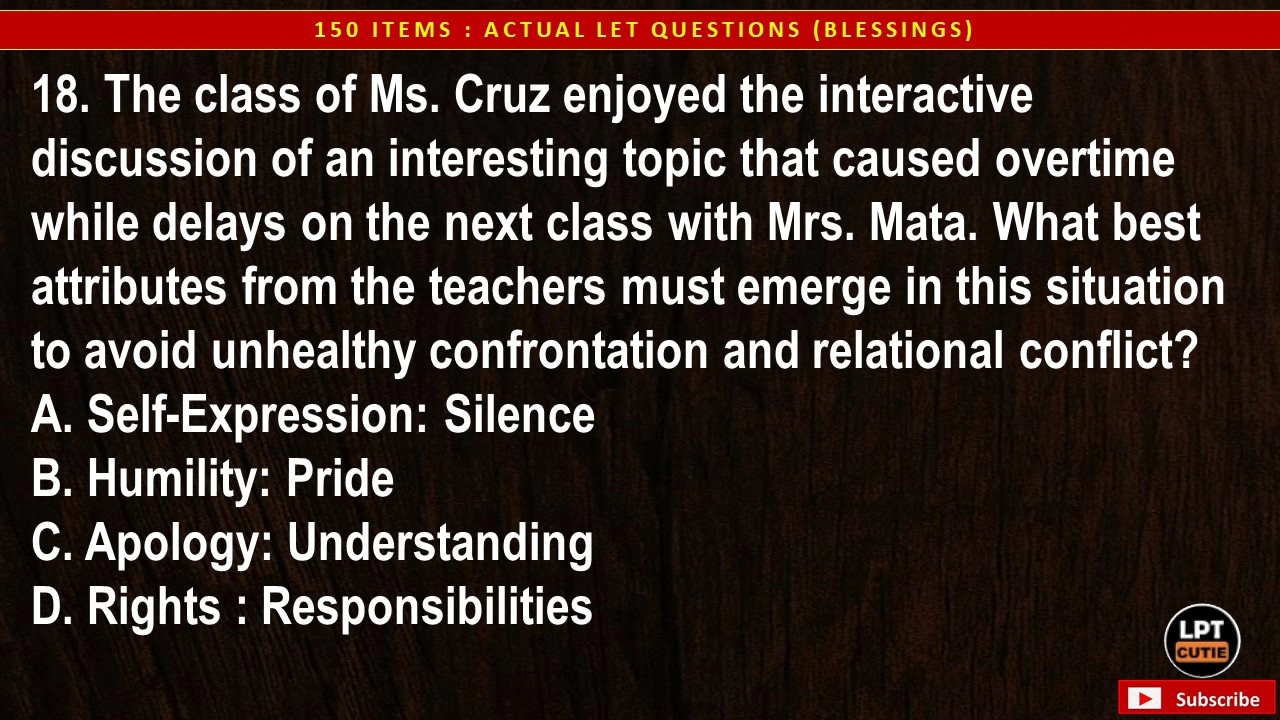 150 ITEMS : ACTUAL LET QUESTIONS (BLESSINGS)
18. The class of Ms. Cruz enjoyed the interactive
discussion of an interesting topic that caused overtime
while delays on the next class with Mrs. Mata. What best
attributes from the teachers must emerge in this situation
to avoid unhealthy confrontation and relational conflict?
A. Self-Expression: Silence
B. Humility: Pride
C. Apology: Understanding
D. Rights : Responsibilities
LPT
CUTIE
Subscribe